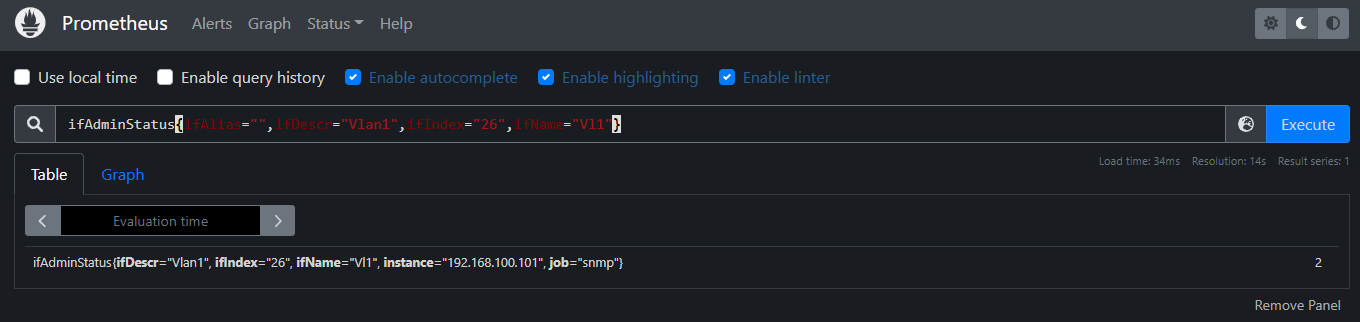 Prometheus Alerts Graph Status Help
Use local time Enable query history Enable autocomplete Enable highlighting Enable linter
ifAdminStatus{ifAlias="",ifDescr="Vlan1",ifIndex="26",ifName="Vl1"} Execute
Load time: 34ms Resolution: 14s Result series: 1
Table Graph
Evaluation time
ifAdminStatus{ifDescr="Vlan1", ifIndex="26", ifName="Vl1", instance="192.168.100.101", job="snmp"} 2
Remove Panel